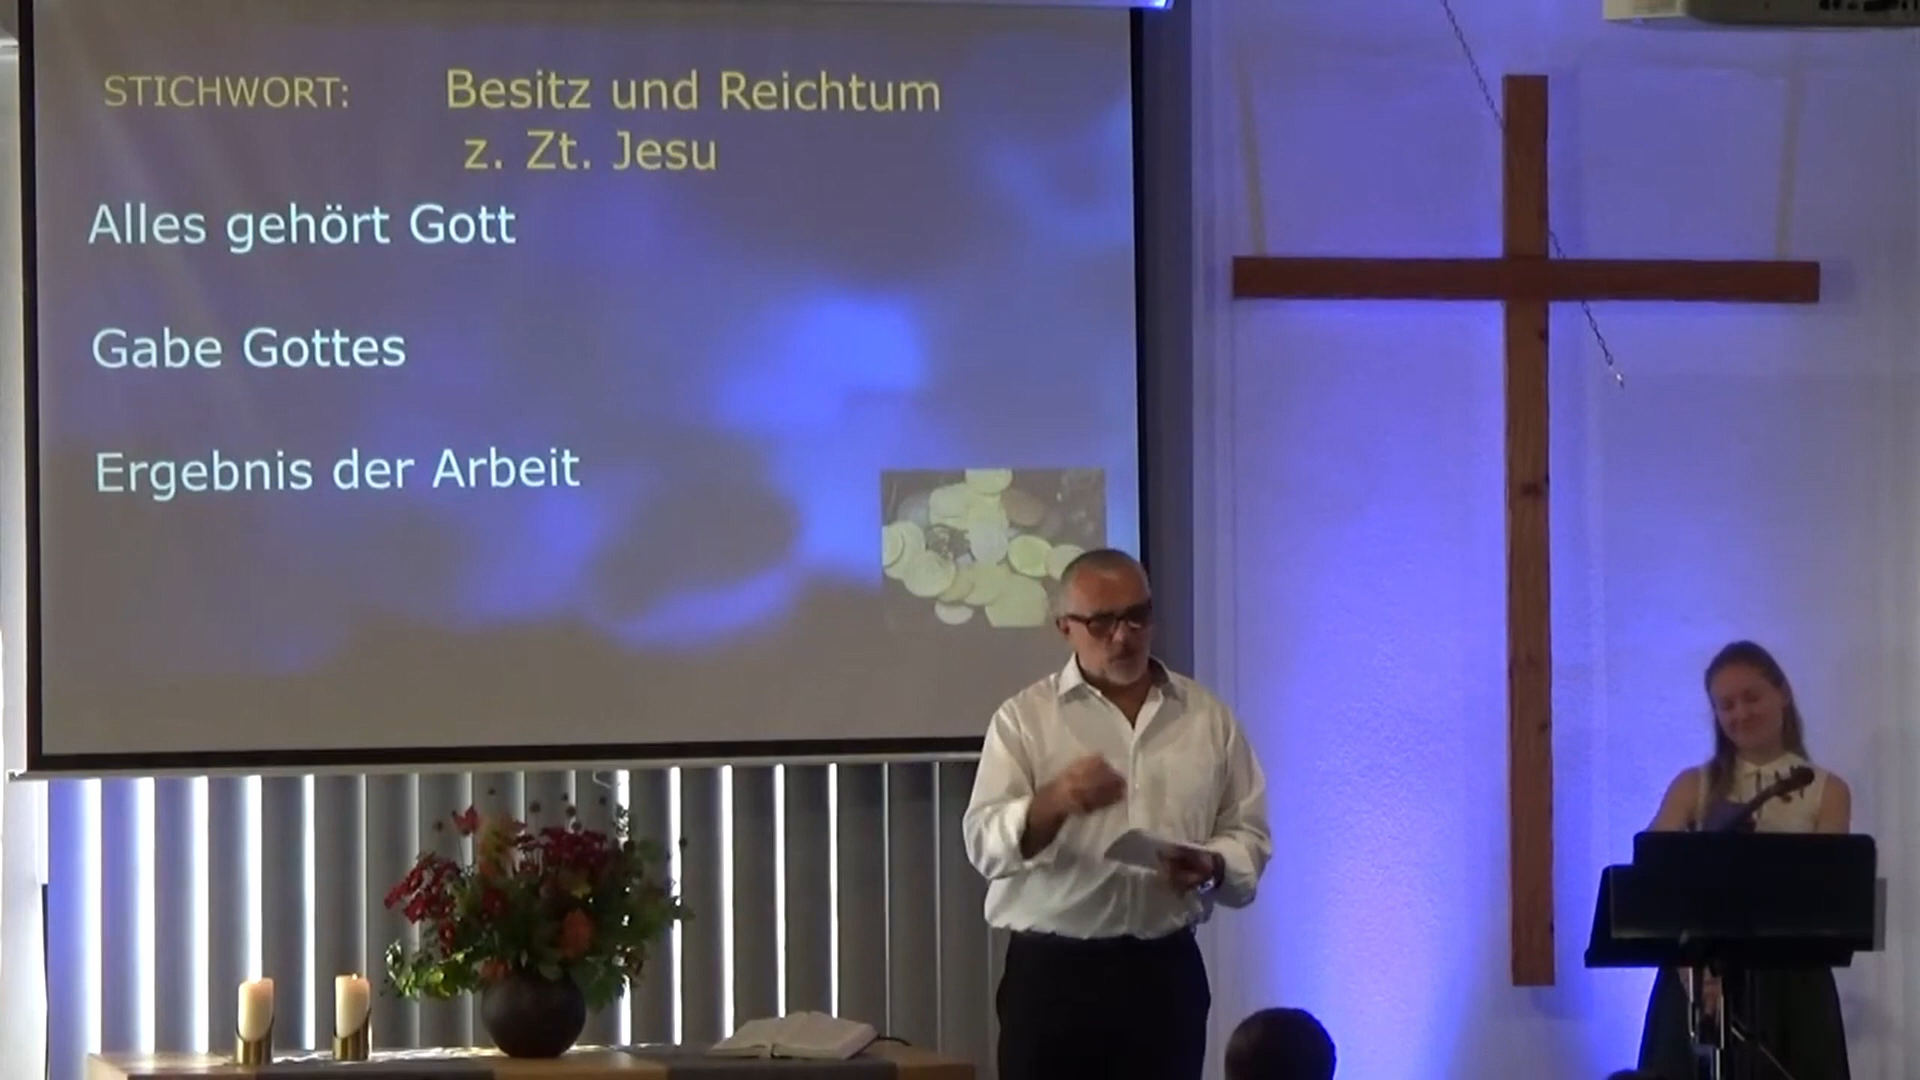 STICHWORT: Besitz und Reichtum
z. Zt. Jesu
Alles gehört Gott
Gabe Gottes
Ergebnis der Arbeit